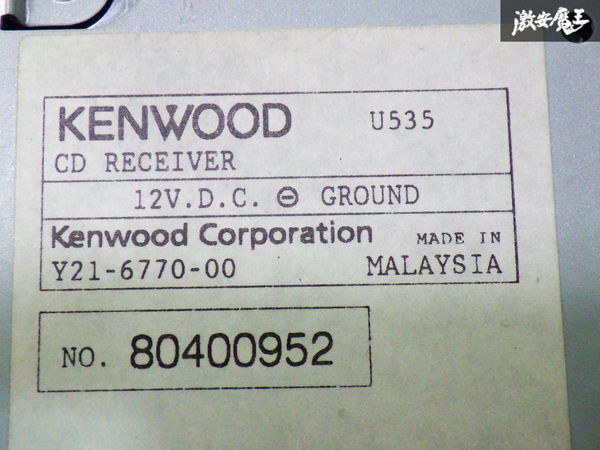 激安魔王
KENWOOD U535
CD RECEIVER
12V.D.C. ⊖ GROUND
Kenwood Corporation MADE IN
Y21-6770-00 MALAYSIA
NO. 80400952